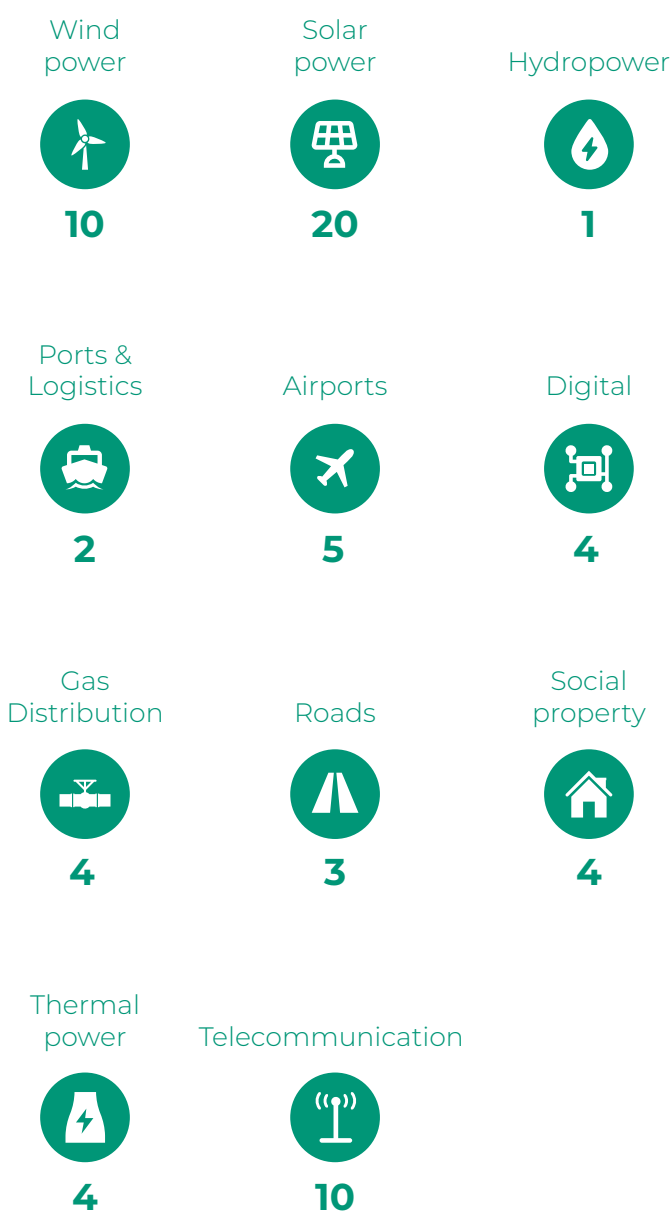 Wind
power
10
Solar
power
20
Hydropower
1
Ports &
Logistics
2
Airports
5
Digital
4
Gas
Distribution
4
Roads
3
Social
property
4
Thermal
power
4
Telecommunication
10